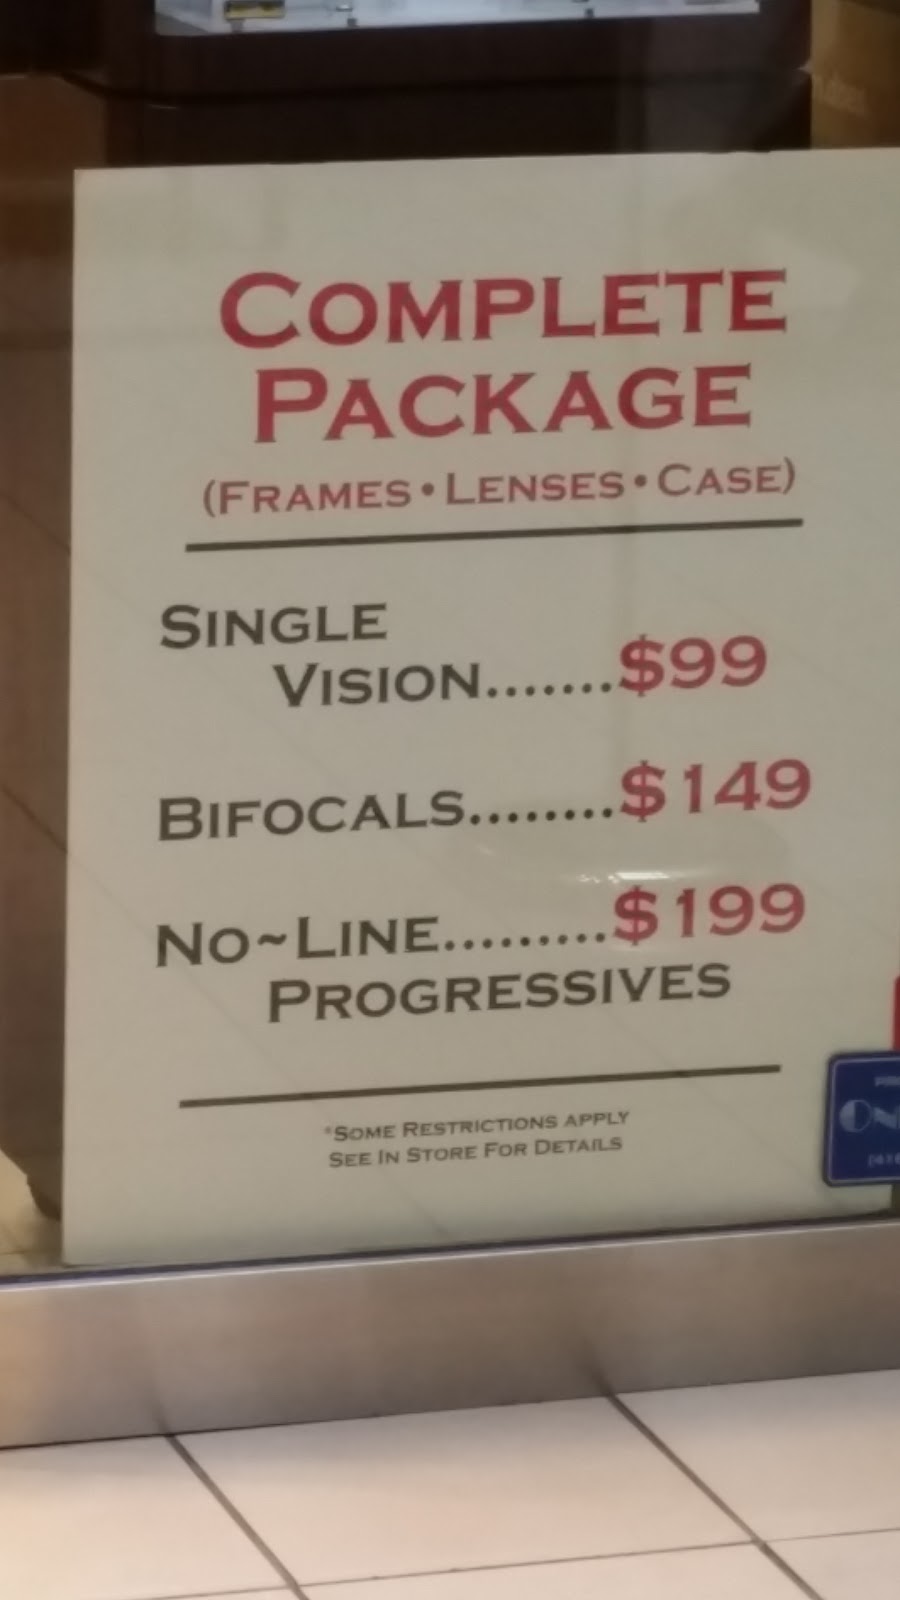 COMPLETE
PACKAGE
(FRAMES • LENSES • CASE)
SINGLE
VISION.......$99
BIFOCALS........$149
NO~LINE.........$199
PROGRESSIVES
*SOME RESTRICTIONS APPLY
SEE IN STORE FOR DETAILS